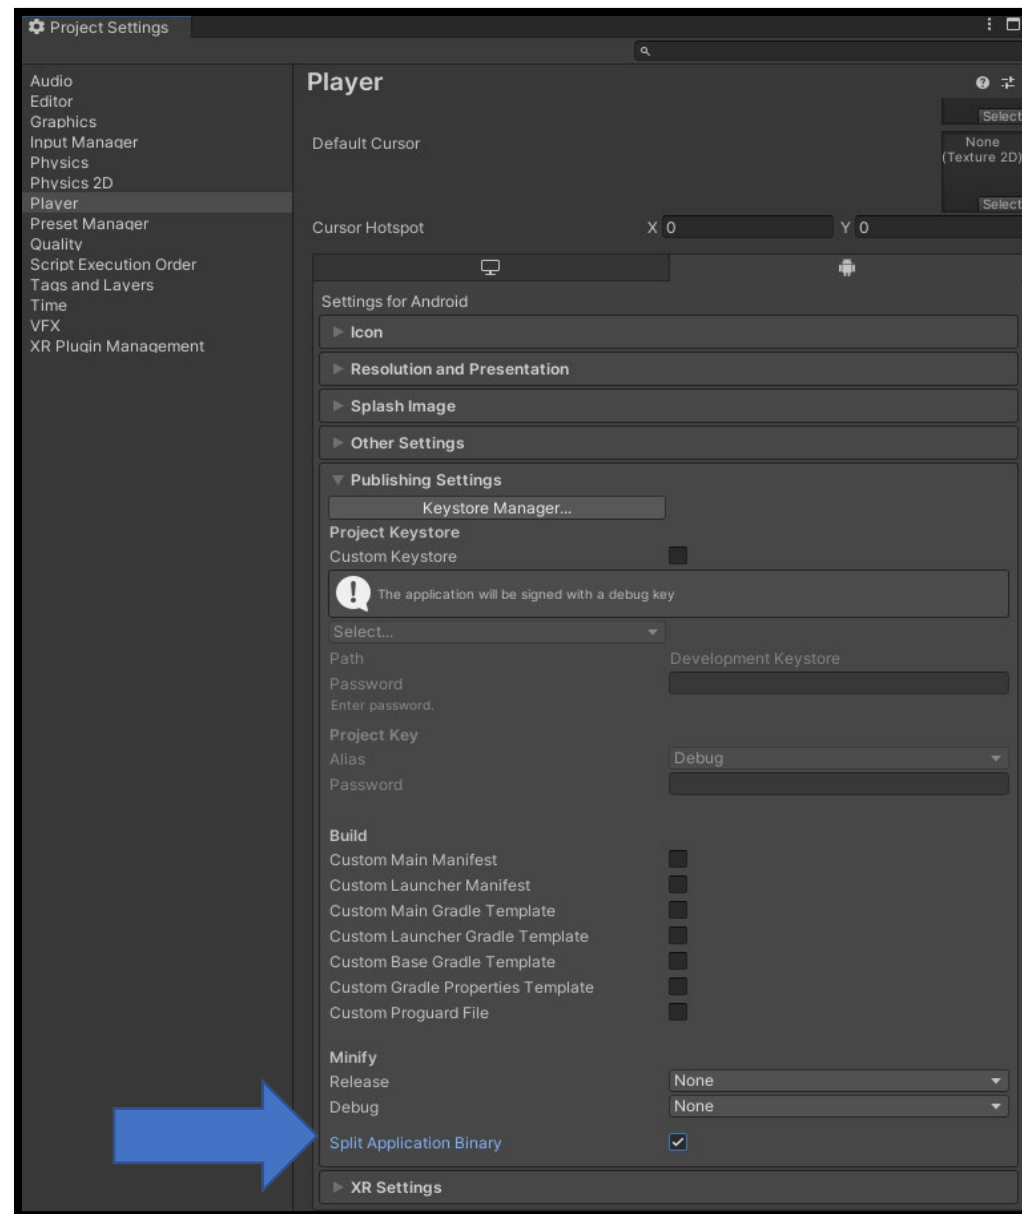 Project Settings
Audio
Editor
Graphics
Input Manager
Physics
Physics 2D
Player
Preset Manager
Quality
Script Execution Order
Tags and Layers
Time
VFX
XR Plugin Management
Player
Select
Default Cursor
None
(Texture 2D)
Select
Cursor Hotspot X 0 Y 0
Settings for Android
Icon
Resolution and Presentation
Splash Image
Other Settings
Publishing Settings
Keystore Manager...
Project Keystore
Custom Keystore
The application will be signed with a debug key
Select...
Path Development Keystore
Password
Enter password.
Project Key
Alias Debug
Password
Build
Custom Main Manifest
Custom Launcher Manifest
Custom Main Gradle Template
Custom Launcher Gradle Template
Custom Base Gradle Template
Custom Gradle Properties Template
Custom Proguard File
Minify
Release None
Debug None
Split Application Binary
XR Settings